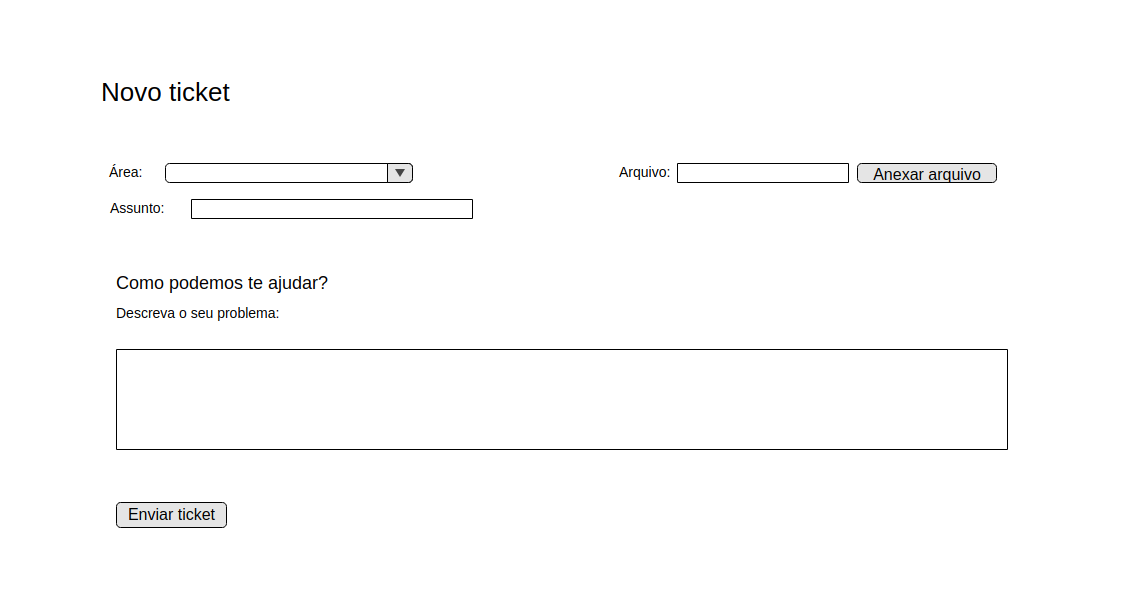 Novo ticket
Área:
Arquivo:
Anexar arquivo
Assunto:
Como podemos te ajudar?
Descreva o seu problema:
Enviar ticket